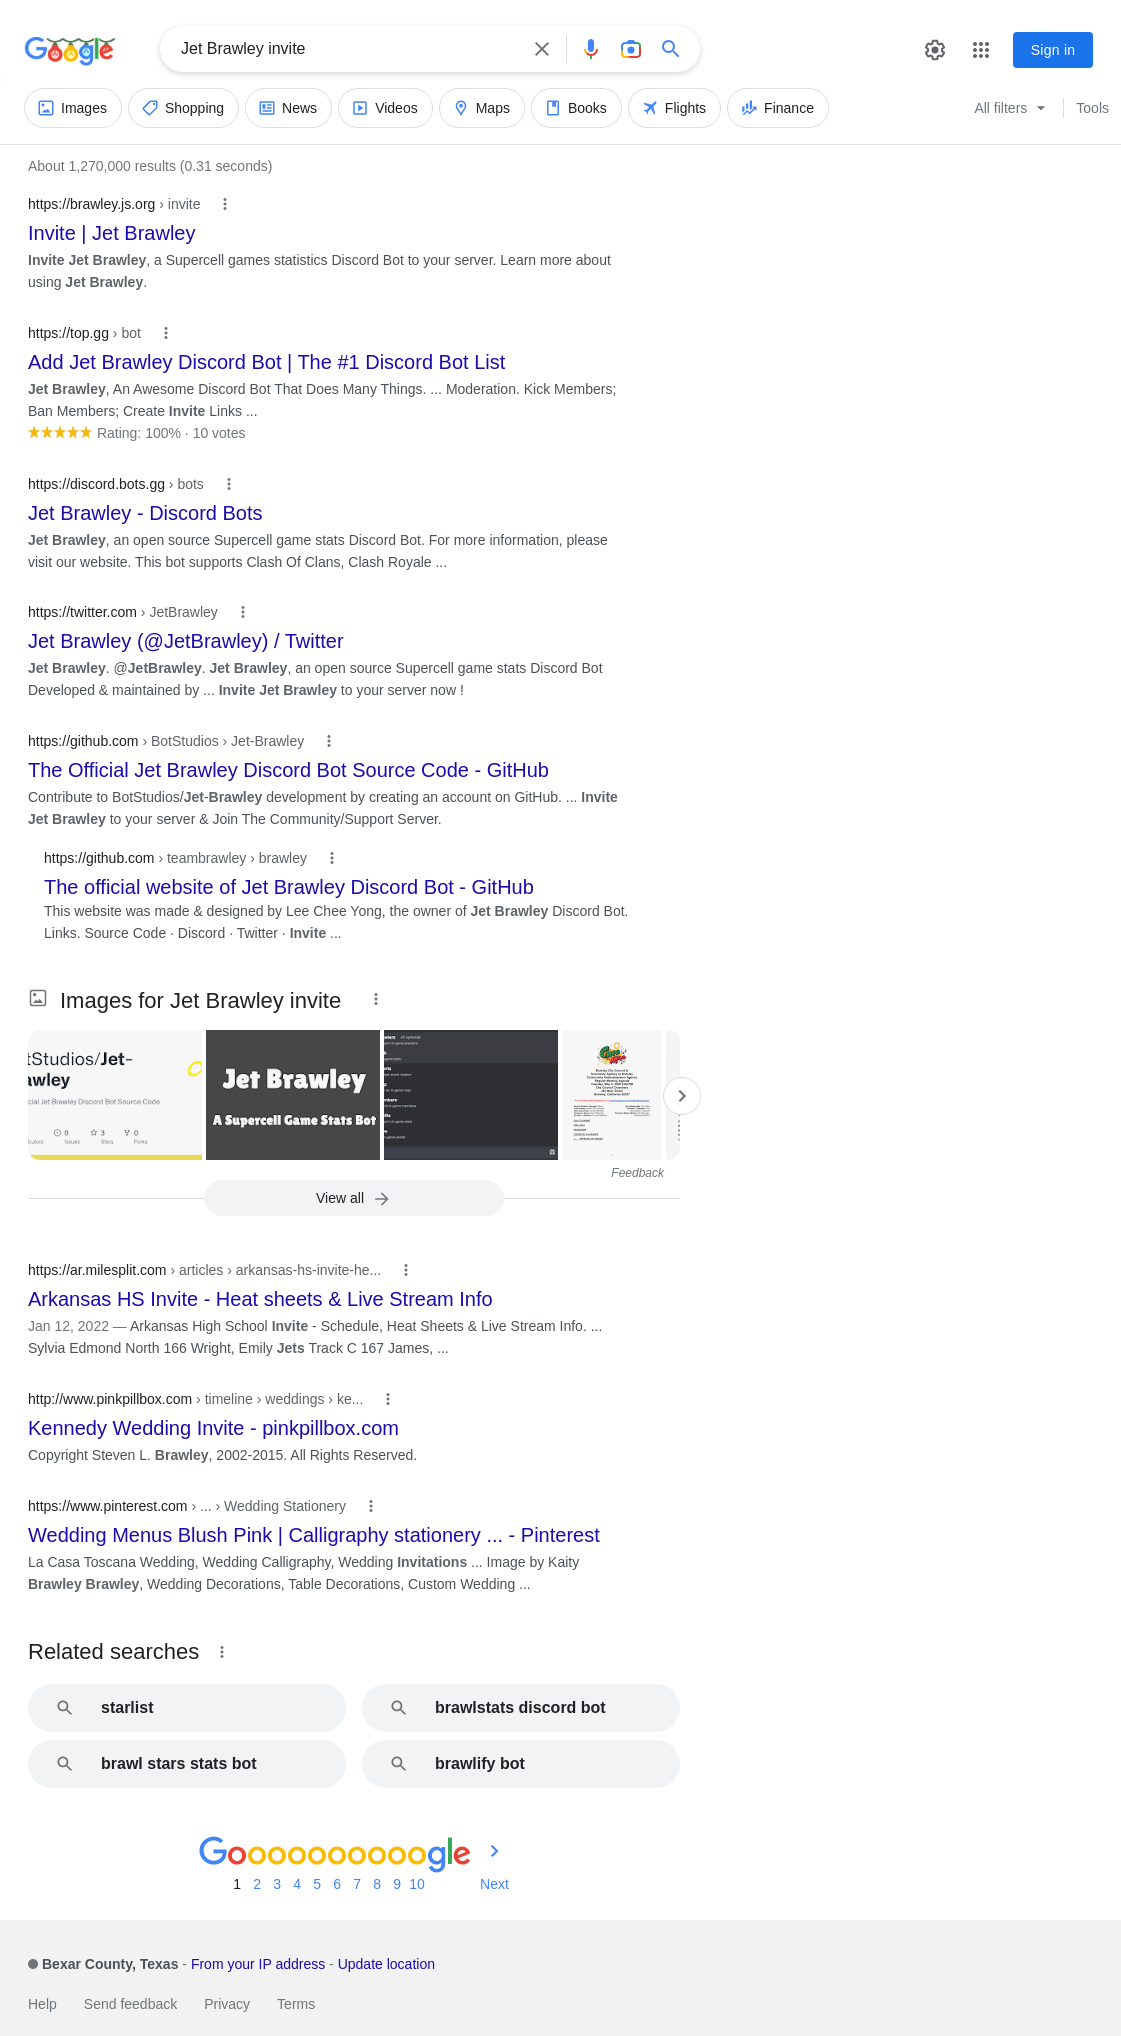 Google
Jet Brawley invite
Sign in
Images
Shopping
News
Videos
Maps
Books
Flights
Finance
All filters
Tools
About 1,270,000 results (0.31 seconds)
https://brawley.js.org › invite
Invite | Jet Brawley
Invite Jet Brawley, a Supercell games statistics Discord Bot to your server. Learn more about
using Jet Brawley.
https://top.gg › bot
Add Jet Brawley Discord Bot | The #1 Discord Bot List
Jet Brawley, An Awesome Discord Bot That Does Many Things. ... Moderation. Kick Members;
Ban Members; Create Invite Links ...
Rating: 100% · 10 votes
https://discord.bots.gg › bots
Jet Brawley - Discord Bots
Jet Brawley, an open source Supercell game stats Discord Bot. For more information, please
visit our website. This bot supports Clash Of Clans, Clash Royale ...
https://twitter.com › JetBrawley
Jet Brawley (@JetBrawley) / Twitter
Jet Brawley. @JetBrawley. Jet Brawley, an open source Supercell game stats Discord Bot
Developed & maintained by ... Invite Jet Brawley to your server now !
https://github.com › BotStudios › Jet-Brawley
The Official Jet Brawley Discord Bot Source Code - GitHub
Contribute to BotStudios/Jet-Brawley development by creating an account on GitHub. ... Invite
Jet Brawley to your server & Join The Community/Support Server.
https://github.com › teambrawley › brawley
The official website of Jet Brawley Discord Bot - GitHub
This website was made & designed by Lee Chee Yong, the owner of Jet Brawley Discord Bot.
Links. Source Code · Discord · Twitter · Invite ...
Images for Jet Brawley invite
tStudios/Jet-
awley
cial Jet Brawley Discord Bot Source Code
0 3 0
Issues Stars Forks
Jet Brawley
A Supercell Game Stats Bot
Feedback
View all
https://ar.milesplit.com › articles › arkansas-hs-invite-he...
Arkansas HS Invite - Heat sheets & Live Stream Info
Jan 12, 2022 — Arkansas High School Invite - Schedule, Heat Sheets & Live Stream Info. ...
Sylvia Edmond North 166 Wright, Emily Jets Track C 167 James, ...
http://www.pinkpillbox.com › timeline › weddings › ke...
Kennedy Wedding Invite - pinkpillbox.com
Copyright Steven L. Brawley, 2002-2015. All Rights Reserved.
https://www.pinterest.com › ... › Wedding Stationery
Wedding Menus Blush Pink | Calligraphy stationery ... - Pinterest
La Casa Toscana Wedding, Wedding Calligraphy, Wedding Invitations ... Image by Kaity
Brawley Brawley, Wedding Decorations, Table Decorations, Custom Wedding ...
Related searches
starlist
brawlstats discord bot
brawl stars stats bot
brawlify bot
Goooooooooogle
1 2 3 4 5 6 7 8 9 10 Next
Bexar County, Texas - From your IP address - Update location
Help Send feedback Privacy Terms